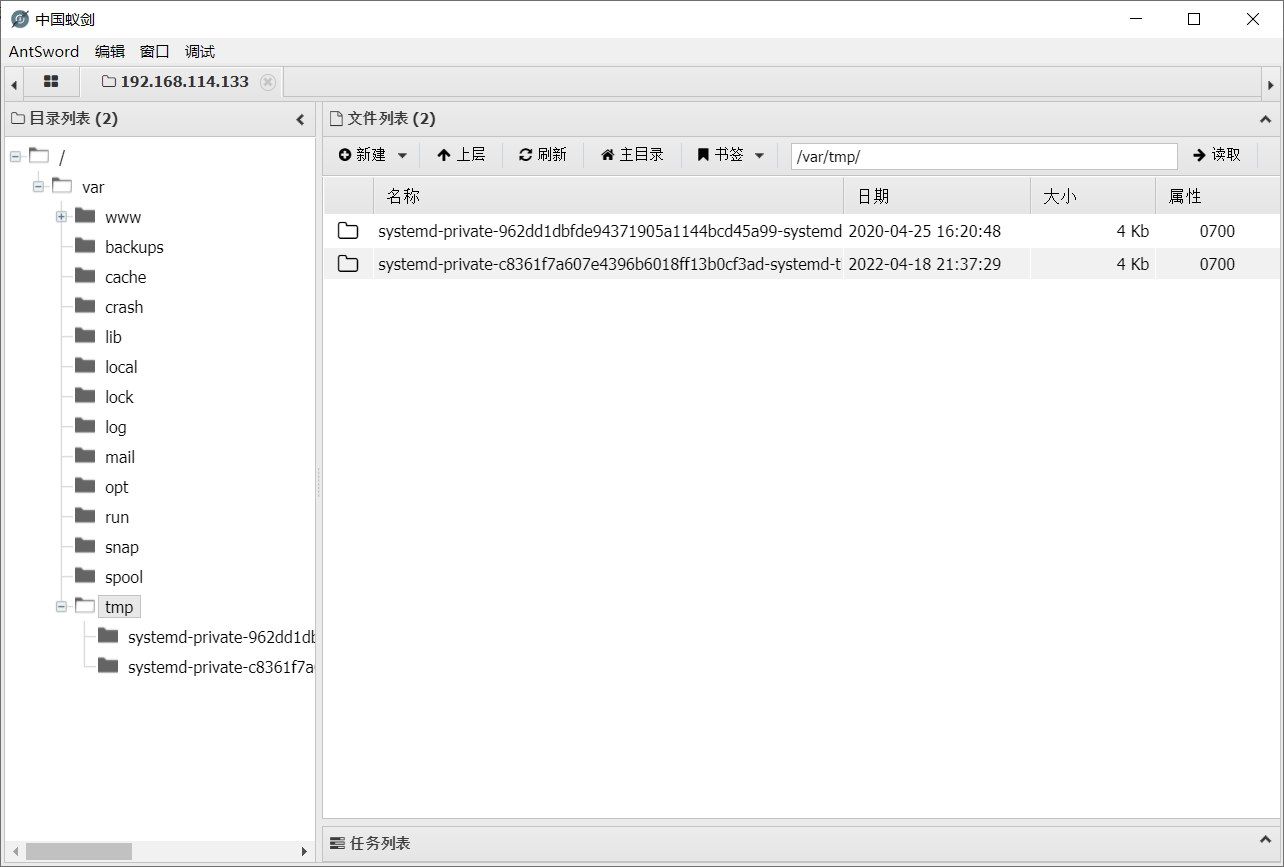 中国蚁剑
AntSword 编辑 窗口 调试
192.168.114.133
目录列表 (2)
/
var
www
backups
cache
crash
lib
local
lock
log
mail
opt
run
snap
spool
tmp
systemd-private-962dd1db
systemd-private-c8361f7a
文件列表 (2)
新建 上层 刷新 主目录 书签 /var/tmp/ 读取
名称 日期 大小 属性
systemd-private-962dd1dbfde94371905a1144bcd45a99-systemd 2020-04-25 16:20:48 4 Kb 0700
systemd-private-c8361f7a607e4396b6018ff13b0cf3ad-systemd-t 2022-04-18 21:37:29 4 Kb 0700
任务列表